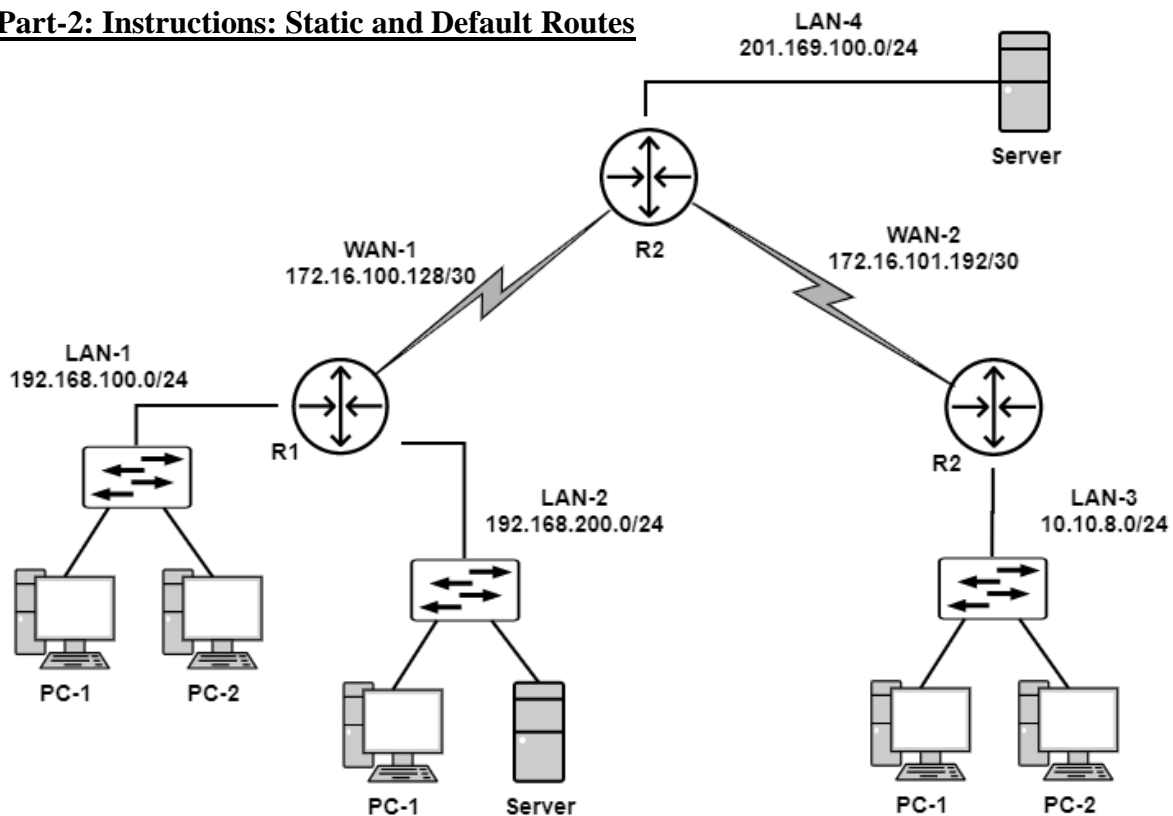 Part-2: Instructions: Static and Default Routes
LAN-4
201.169.100.0/24
Server
R2
WAN-1
172.16.100.128/30
WAN-2
172.16.101.192/30
LAN-1
192.168.100.0/24
R1
R2
LAN-2
192.168.200.0/24
LAN-3
10.10.8.0/24
PC-1
PC-2
PC-1
Server
PC-1
PC-2